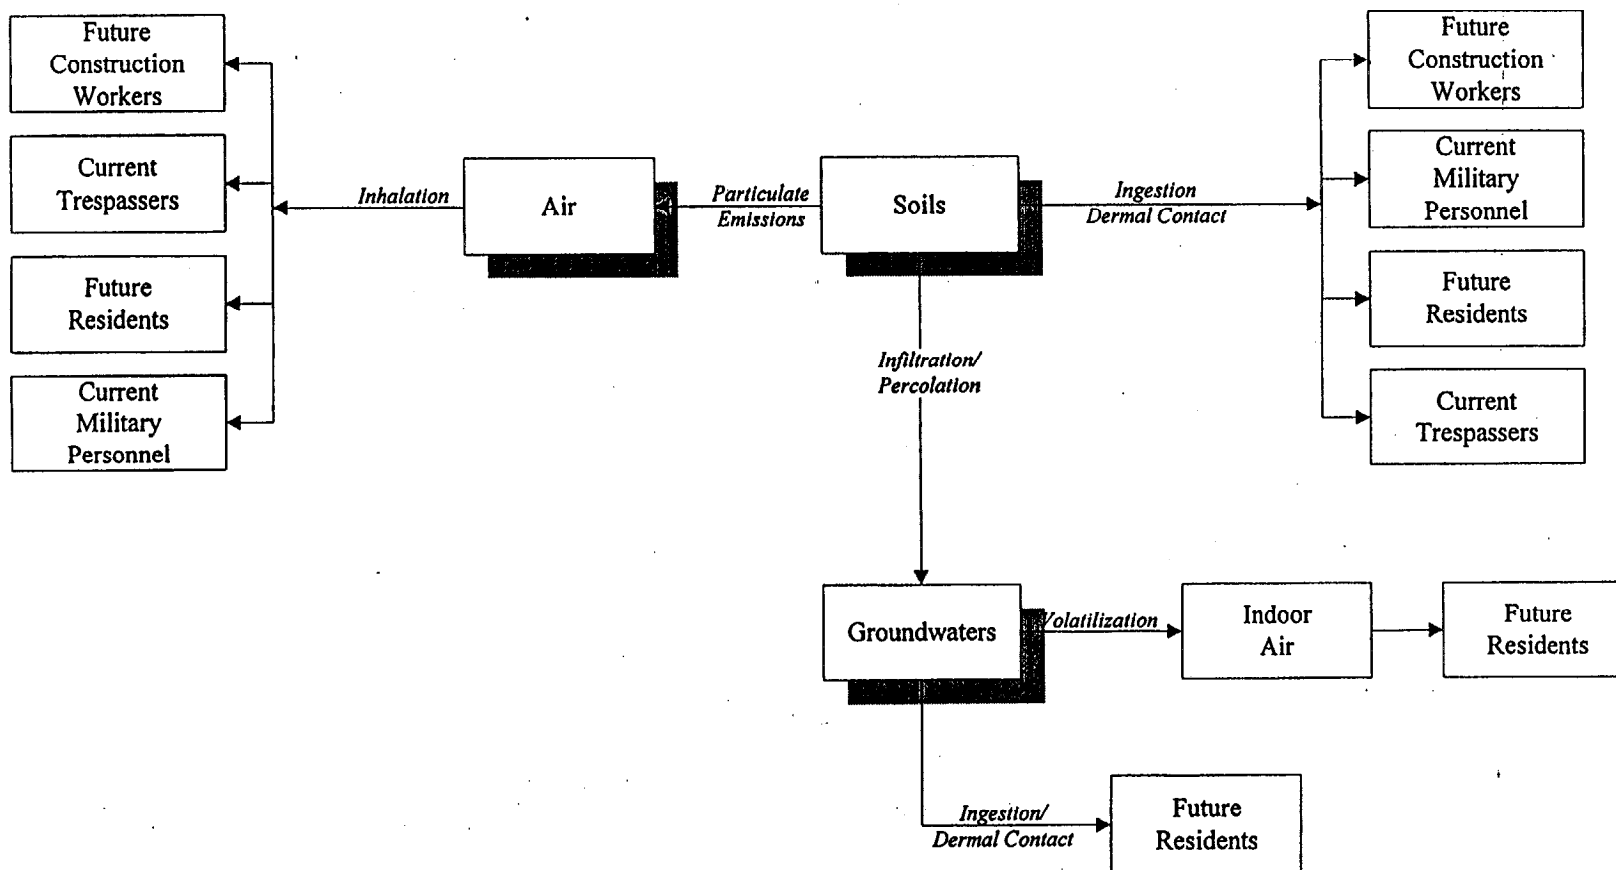 Future
Construction
Workers
Current
Trespassers
Future
Residents
Current
Military
Personnel
Inhalation
Air
Particulate
Emissions
Soils
Ingestion
Dermal Contact
Future
Construction
Workers
Current
Military
Personnel
Future
Residents
Current
Trespassers
Infiltration/
Percolation
Groundwaters
Volatilization
Indoor
Air
Future
Residents
Ingestion/
Dermal Contact
Future
Residents